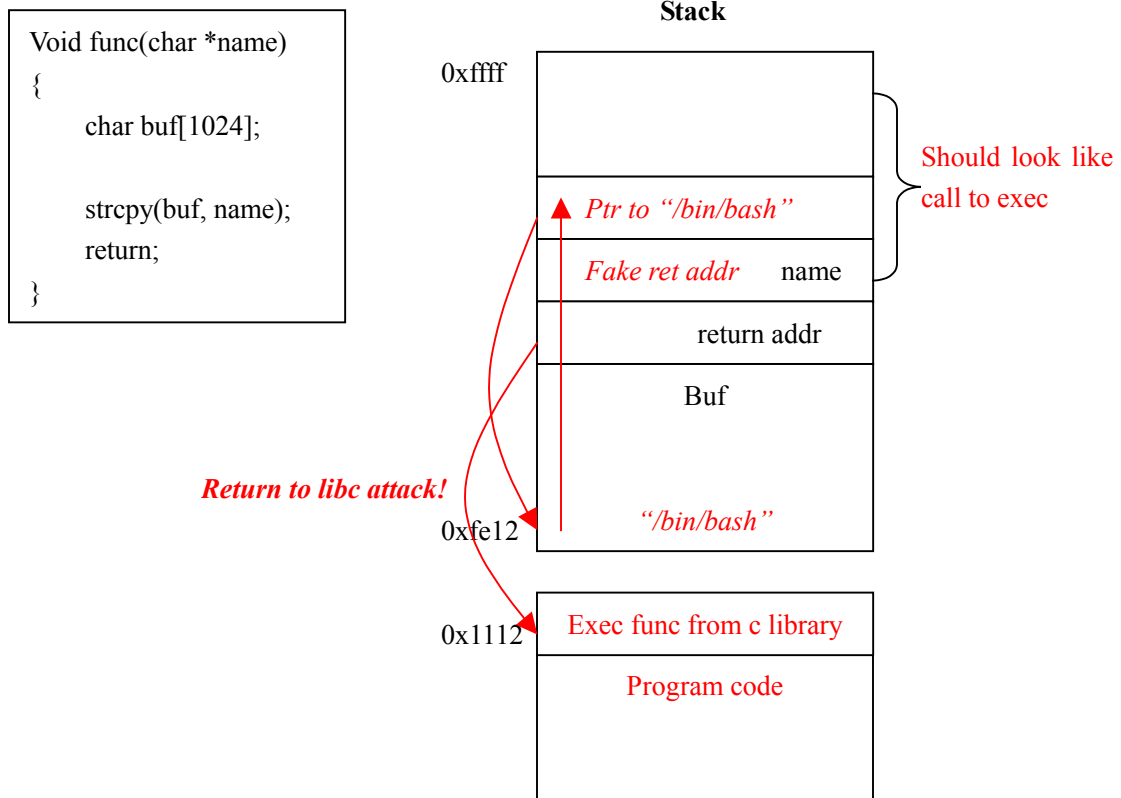 Stack
Void func(char *name)
{
char buf[1024];
strcpy(buf, name);
return;
}
0xffff
Should look like
call to exec
Ptr to “/bin/bash”
Fake ret addr name
return addr
Buf
Return to libc attack!
“/bin/bash”
0xfe12
Exec func from c library
0x1112
Program code